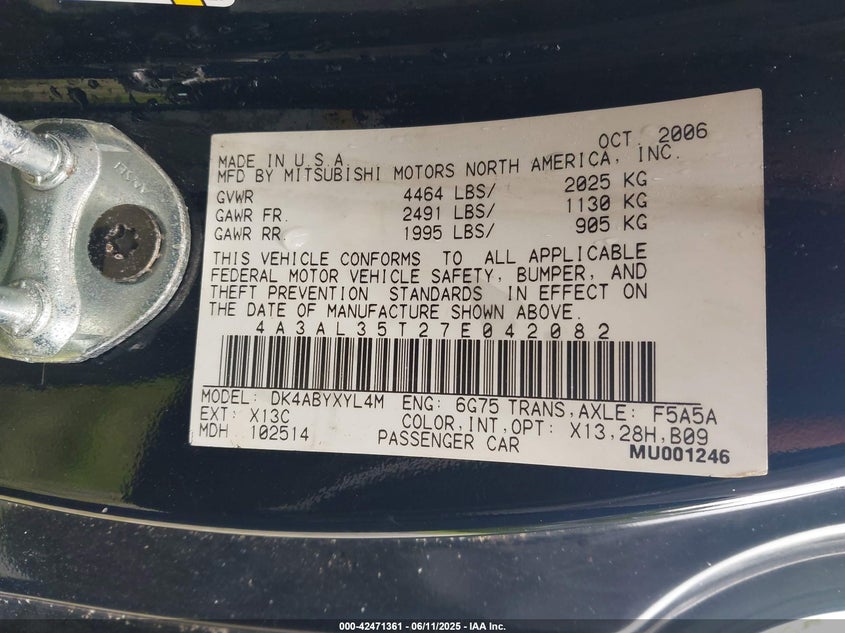 OCT. 2006
MADE IN U.S.A.
MFD BY MITSUBISHI MOTORS NORTH AMERICA, INC.
GVWR 4464 LBS/ 2025 KG
GAWR FR. 2491 LBS/ 1130 KG
GAWR RR. 1995 LBS/ 905 KG
THIS VEHICLE CONFORMS TO ALL APPLICABLE
FEDERAL MOTOR VEHICLE SAFETY, BUMPER, AND
THEFT PREVENTION STANDARDS IN EFFECT ON
THE DATE OF MANUFACTURE SHOWN ABOVE.
4A3AL35T27E042082
MODEL: DK4ABYXYL4M ENG: 6G75 TRANS,AXLE: F5A5A
EXT: X13C COLOR,INT,OPT: X13,28H,B09
MDH 102514 PASSENGER CAR
MU001246
000-42471361 - 06/11/2025 - IAA Inc.